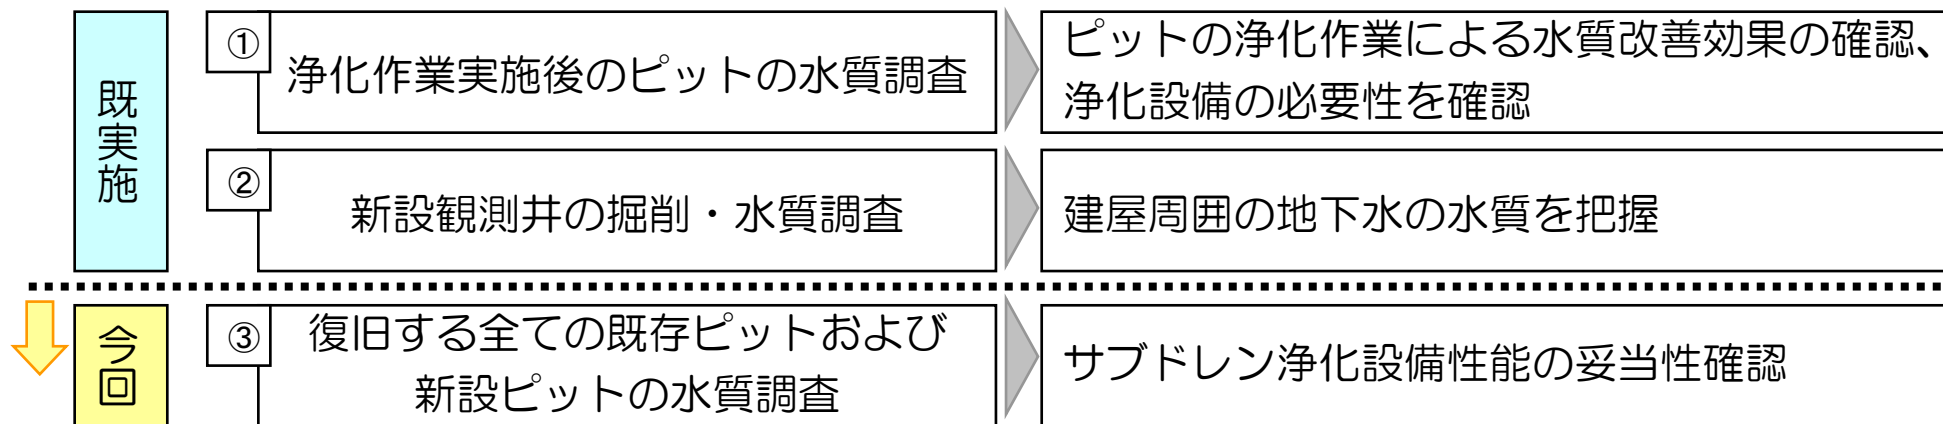 既実施
①
浄化作業実施後のピットの水質調査
ピットの浄化作業による水質改善効果の確認、
浄化設備の必要性を確認
②
新設観測井の掘削・水質調査
建屋周囲の地下水の水質を把握
今回
③
復旧する全ての既存ピットおよび
新設ピットの水質調査
サブドレン浄化設備性能の妥当性確認